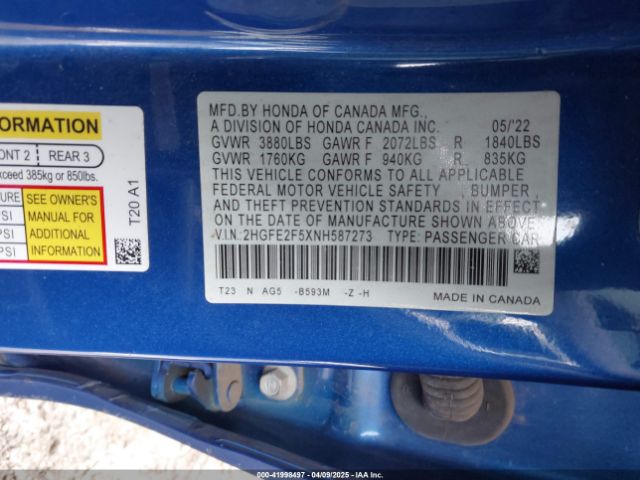 ORMATION
ONT 2 REAR 3
xceed 385kg or 850lbs.
SURE
PSI
PSI
PSI
SEE OWNER'S
MANUAL FOR
ADDITIONAL
INFORMATION
T20 A1
MFD.BY HONDA OF CANADA MFG.,
A DIVISION OF HONDA CANADA INC. 05/'22
GVWR 3880LBS GAWR F 2072LBS R 1840LBS
GVWR 1760KG GAWR F 940KG R 835KG
THIS VEHICLE CONFORMS TO ALL APPLICABLE
FEDERAL MOTOR VEHICLE SAFETY , BUMPER
, AND THEFT PREVENTION STANDARDS IN EFFECT
ON THE DATE OF MANUFACTURE SHOWN ABOVE.
V.I.N.:2HGFE2F5XNH587273 TYPE: PASSENGER CAR
T23 N AG5 -B593M -Z -H
MADE IN CANADA
000-41998497 - 04/09/2025 - IAA Inc.